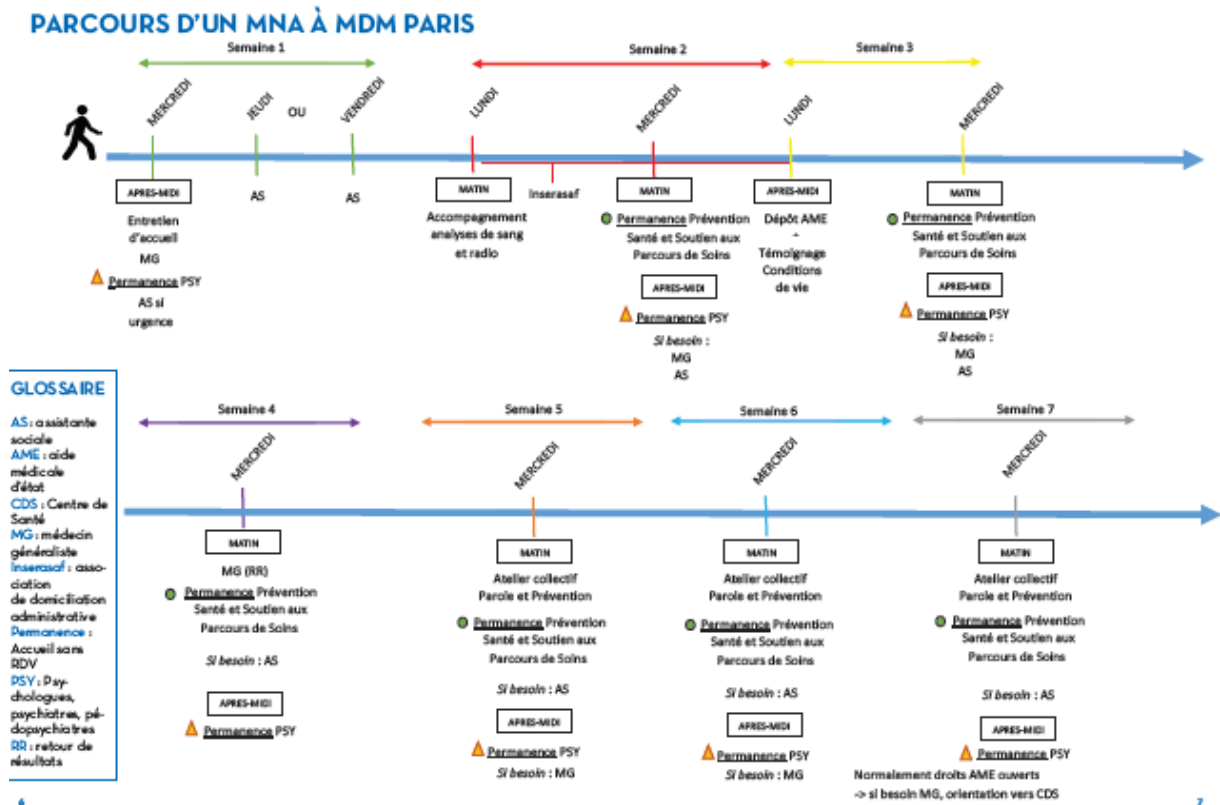 PARCOURS D'UN MNA À MDM PARIS
Semaine 1
Semaine 2
Semaine 3
MERCREDI
JEUDI
OU
VENDREDI
LUNDI
MERCREDI
LUNDI
MERCREDI
APRES-MIDI
Entretien
d'accueil
MG
Permanence PSY
AS si
urgence
AS
AS
MATIN
Accompagnement
analyses de sang
et radio
Inserasaf
MATIN
Permanence Prévention
Santé et Soutien aux
Parcours de Soins
APRES-MIDI
Permanence PSY
Si besoin :
MG
AS
APRES-MIDI
Dépôt AME
-
Témoignage
Conditions
de vie
MATIN
Permanence Prévention
Santé et Soutien aux
Parcours de Soins
APRES-MIDI
Permanence PSY
Si besoin :
MG
AS
GLOSSAIRE
AS : assistante
sociale
AME : aide
médicale
d'état
CDS : Centre de
Santé
MG : médecin
généraliste
Inserasaf : asso-
ciation
de domiciliation
administrative
Permanence :
Accueil sans
RDV
PSY : Psy-
chologues,
psychiatres, pé-
dopsychiatres
RR : retour de
résultats
Semaine 4
Semaine 5
Semaine 6
Semaine 7
MERCREDI
MERCREDI
MERCREDI
MERCREDI
MATIN
MG (RR)
Permanence Prévention
Santé et Soutien aux
Parcours de Soins
Si besoin : AS
APRES-MIDI
Permanence PSY
MATIN
Atelier collectif
Parole et Prévention
Permanence Prévention
Santé et Soutien aux
Parcours de Soins
Si besoin : AS
APRES-MIDI
Permanence PSY
Si besoin : MG
MATIN
Atelier collectif
Parole et Prévention
Permanence Prévention
Santé et Soutien aux
Parcours de Soins
Si besoin : AS
APRES-MIDI
Permanence PSY
Si besoin : MG
MATIN
Atelier collectif
Parole et Prévention
Permanence Prévention
Santé et Soutien aux
Parcours de Soins
Si besoin : AS
APRES-MIDI
Permanence PSY
Normalement droits AME ouverts
-> si besoin MG, orientation vers CDS
6
7